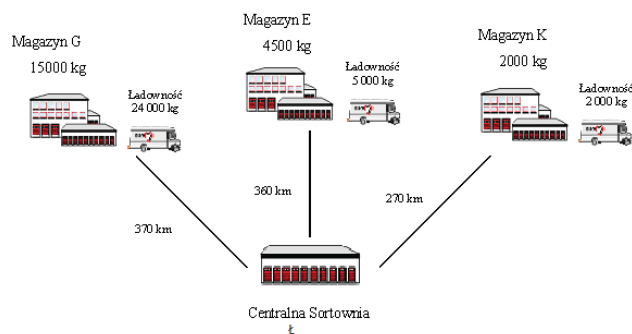 Magazyn G
15000 kg
Ładowność
24 000 kg
Magazyn E
4500 kg
Ładowność
5 000 kg
Magazyn K
2000 kg
Ładowność
2 000 kg
370 km
360 km
270 km
Centralna Sortownia
Ł